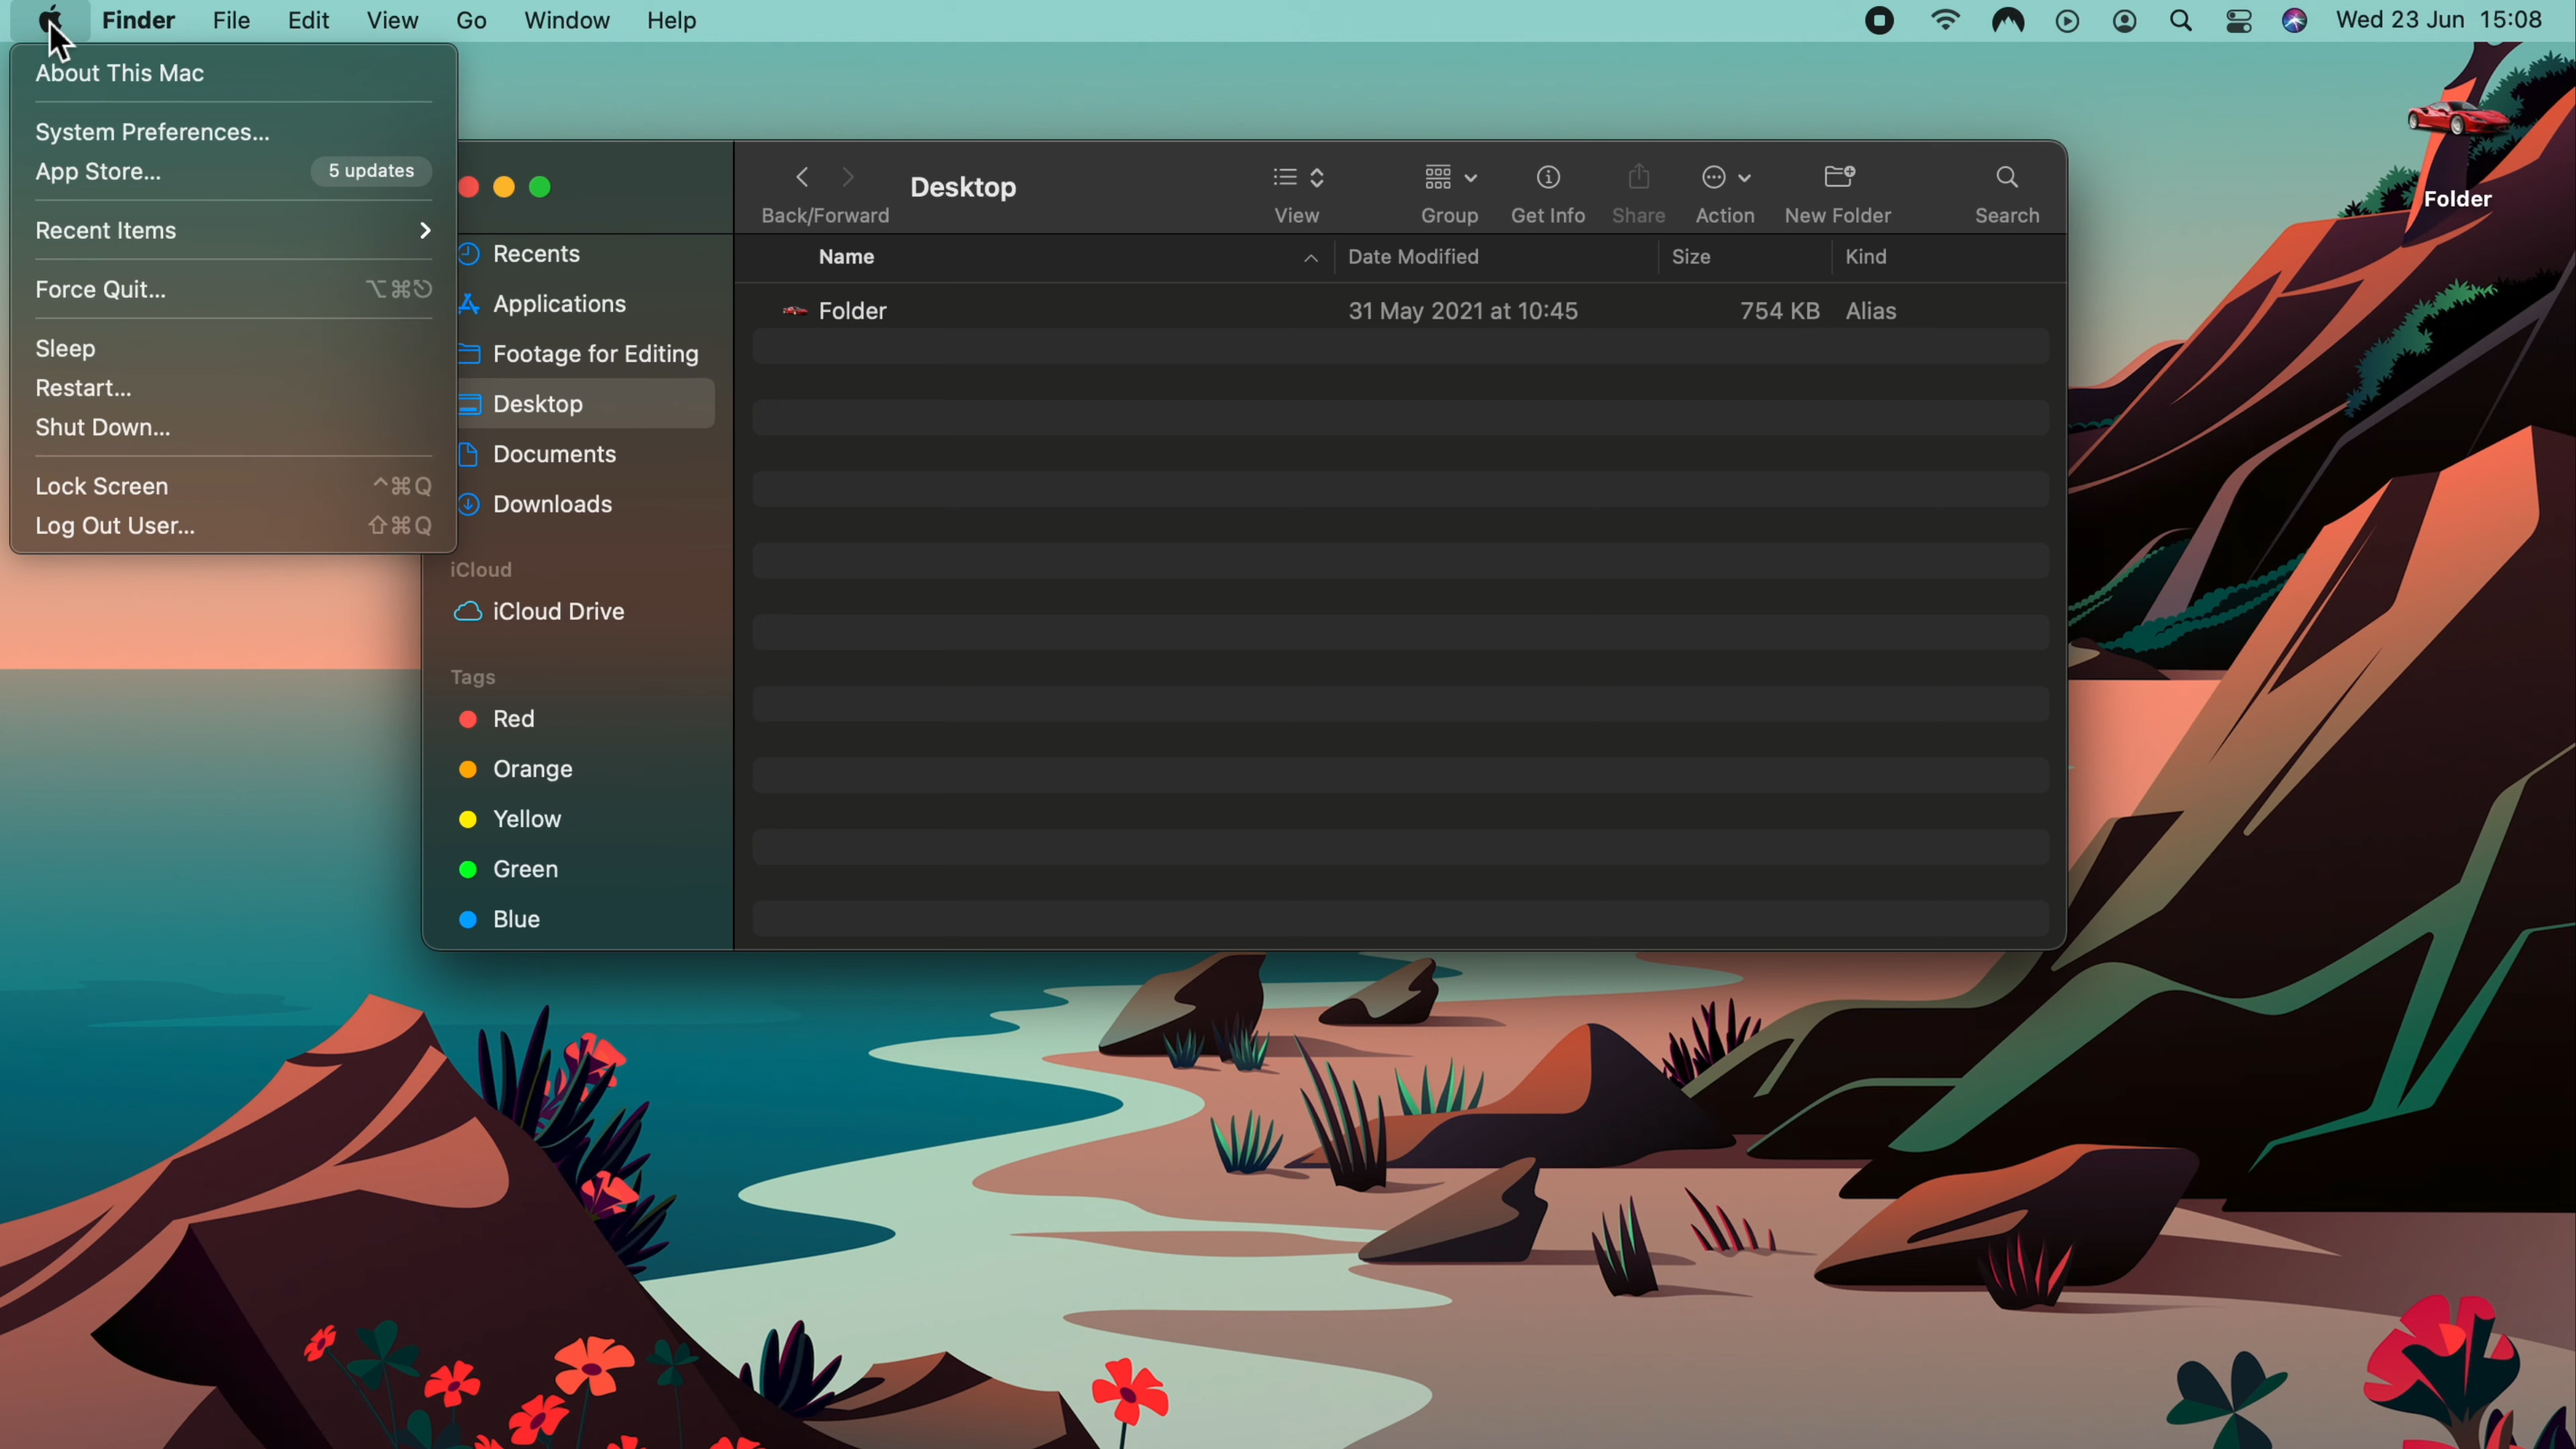 Finder File Edit View Go Window Help Wed 23 Jun 15:08
About This Mac
System Preferences...
App Store... 5 updates
Recent Items
Force Quit... ⌥⌘⎋
Sleep
Restart...
Shut Down...
Lock Screen ^⌘Q
Log Out User... ⇧⌘Q
Recents
Applications
Footage for Editing
Desktop
Documents
Downloads
iCloud
iCloud Drive
Tags
Red
Orange
Yellow
Green
Blue
Desktop
Back/Forward View Group Get Info Share Action New Folder Search
Name Date Modified Size Kind
Folder 31 May 2021 at 10:45 754 KB Alias
Folder